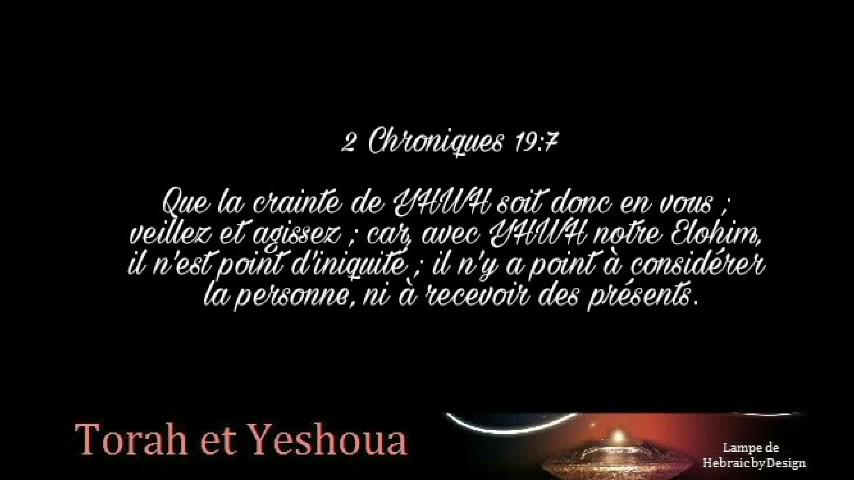 2 Chroniques 19:7
Que la crainte de YHWH soit donc en vous ;
veillez et agissez ; car, avec YHWH notre Elohim,
il n'est point d'iniquité ; il n'y a point à considérer
la personne, ni à recevoir des présents.
Torah et Yeshoua
Lampe de
HebraicbyDesign